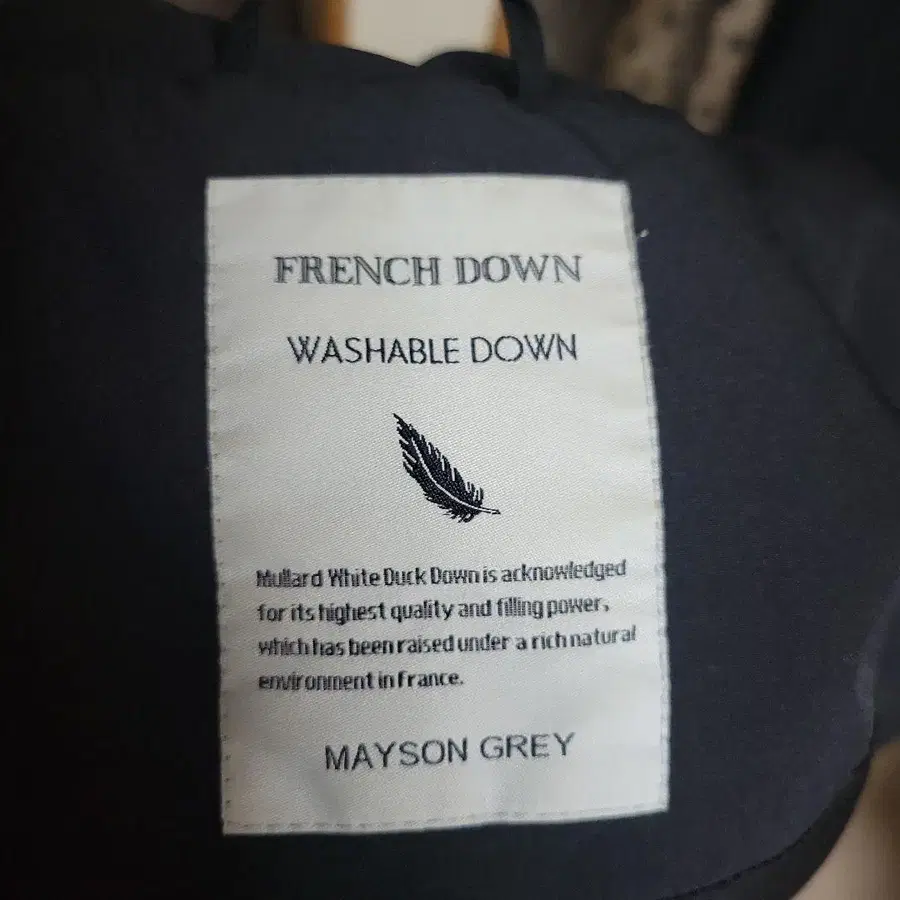 FRENCH DOWN
WASHABLE DOWN
Mullard White Duck Down is acknowledged
for its highest quality and filling power,
which has been raised under a rich natural
environment in france.
MAYSON GREY